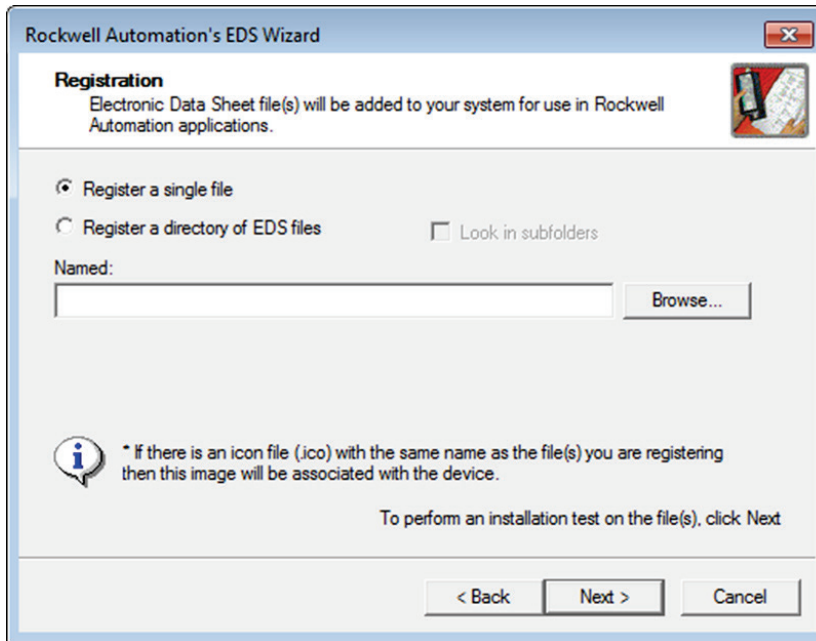 Rockwell Automation's EDS Wizard
Registration
Electronic Data Sheet file(s) will be added to your system for use in Rockwell
Automation applications.
Register a single file
Register a directory of EDS files
Look in subfolders
Named:
Browse...
* If there is an icon file (.ico) with the same name as the file(s) you are registering
then this image will be associated with the device.
To perform an installation test on the file(s), click Next
< Back
Next >
Cancel